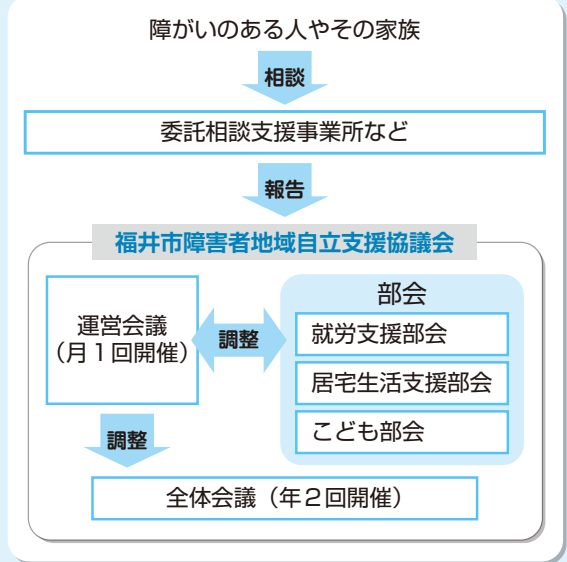 障がいのある人やその家族
相談
委託相談支援事業所など
報告
福井市障害者地域自立支援協議会
運営会議
（月１回開催）
調整
部会
就労支援部会
居宅生活支援部会
こども部会
調整
全体会議（年２回開催）